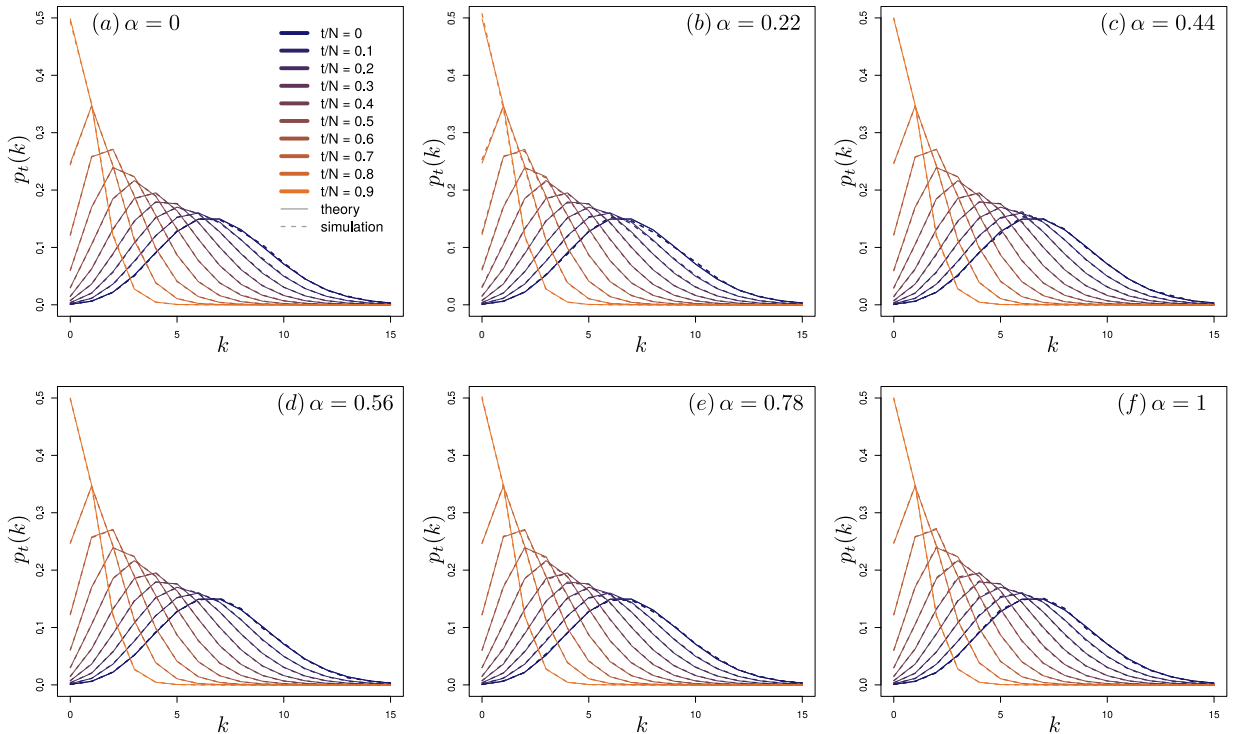 (a) α = 0
t/N = 0
t/N = 0.1
t/N = 0.2
t/N = 0.3
t/N = 0.4
t/N = 0.5
t/N = 0.6
t/N = 0.7
t/N = 0.8
t/N = 0.9
theory
simulation
p_t(k)
0.0
0.1
0.2
0.3
0.4
0.5
0
5
10
15
k
(b) α = 0.22
p_t(k)
0.0
0.1
0.2
0.3
0.4
0.5
0
5
10
15
k
(c) α = 0.44
p_t(k)
0.0
0.1
0.2
0.3
0.4
0.5
0
5
10
15
k
(d) α = 0.56
p_t(k)
0.0
0.1
0.2
0.3
0.4
0.5
0
5
10
15
k
(e) α = 0.78
p_t(k)
0.0
0.1
0.2
0.3
0.4
0.5
0
5
10
15
k
(f) α = 1
p_t(k)
0.0
0.1
0.2
0.3
0.4
0.5
0
5
10
15
k